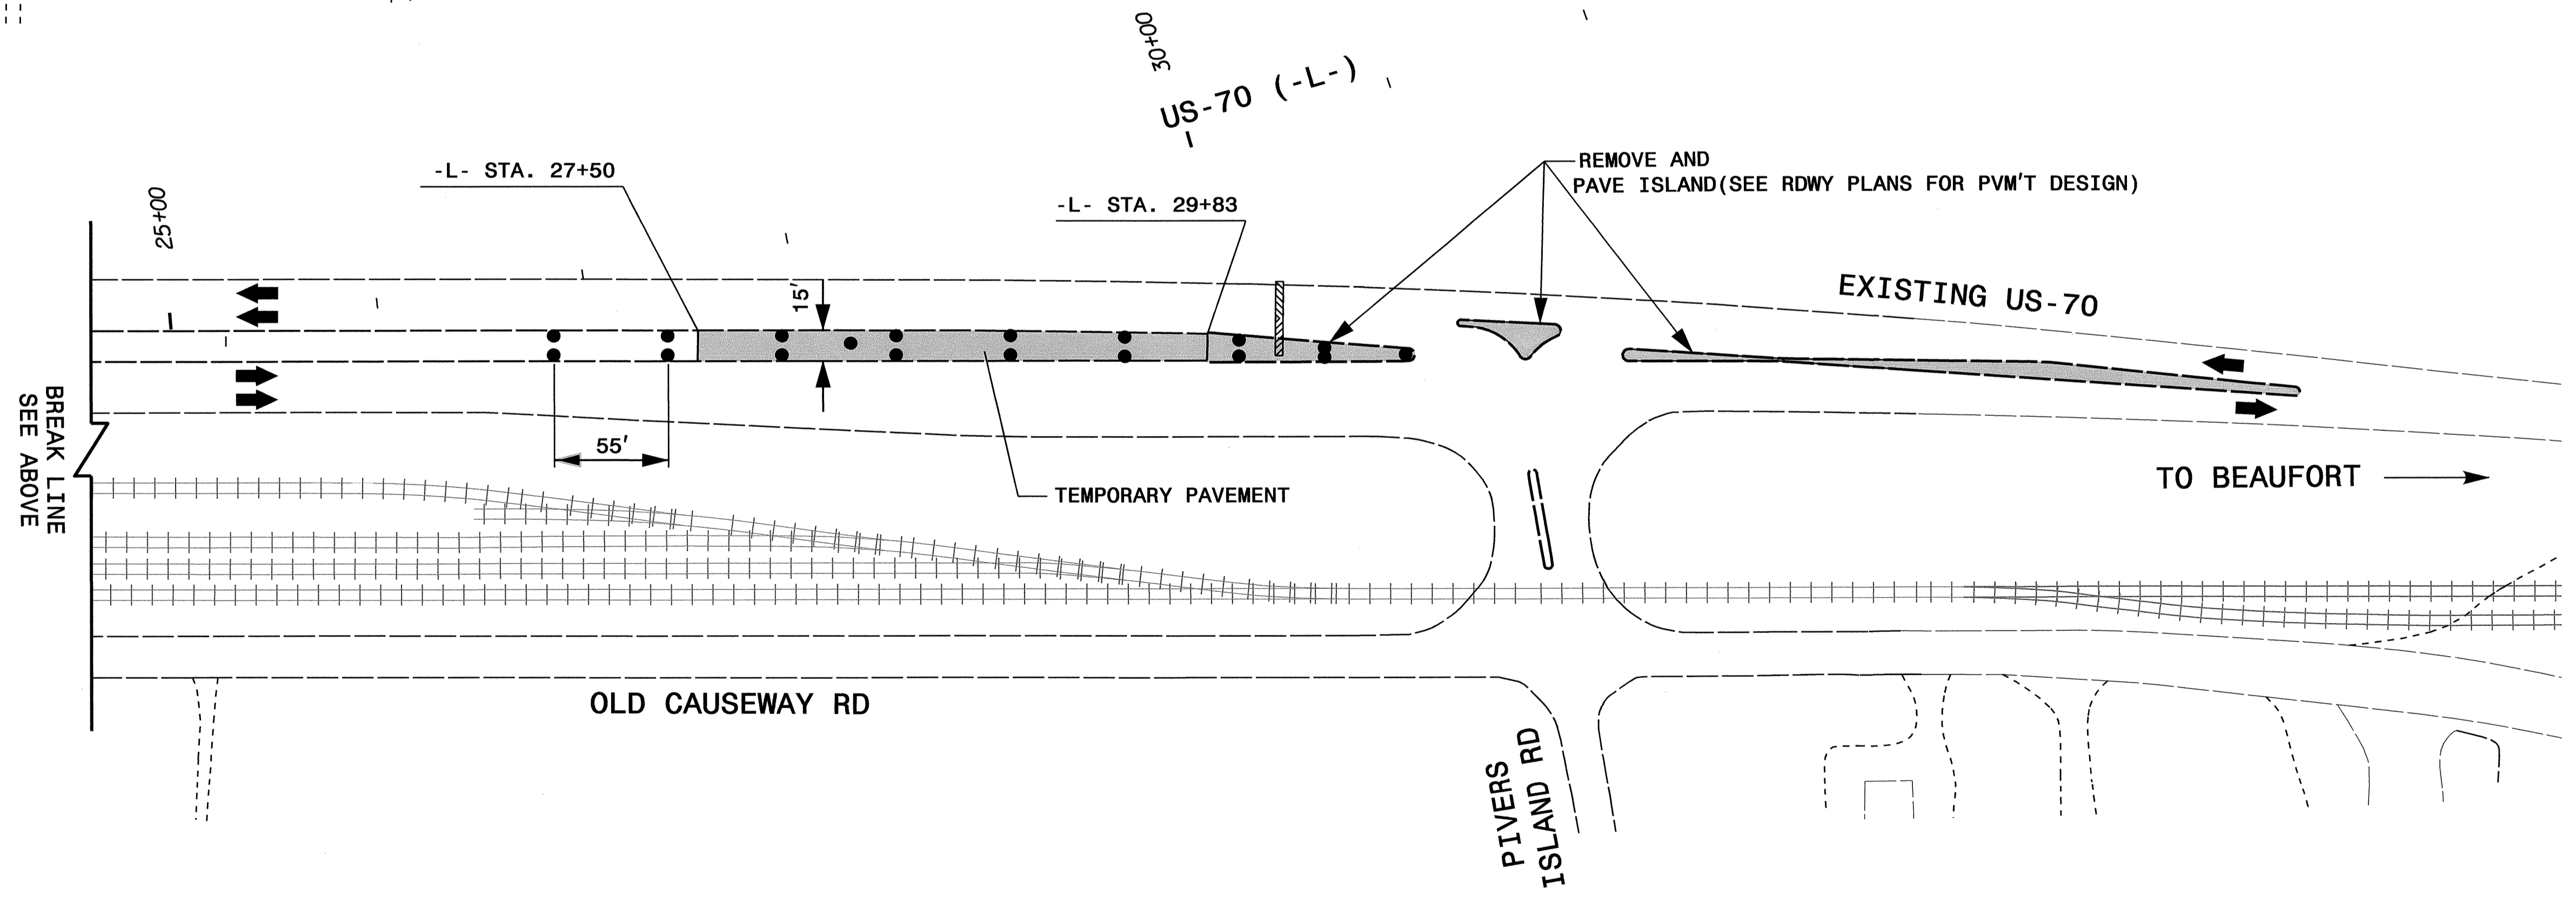 30+00
US-70 (-L-)
-L- STA. 27+50
REMOVE AND
PAVE ISLAND(SEE RDWY PLANS FOR PVM'T DESIGN)
25+00
-L- STA. 29+83
15'
EXISTING US-70
BREAK LINE
SEE ABOVE
55'
TEMPORARY PAVEMENT
TO BEAUFORT
OLD CAUSEWAY RD
PIVERS
ISLAND RD